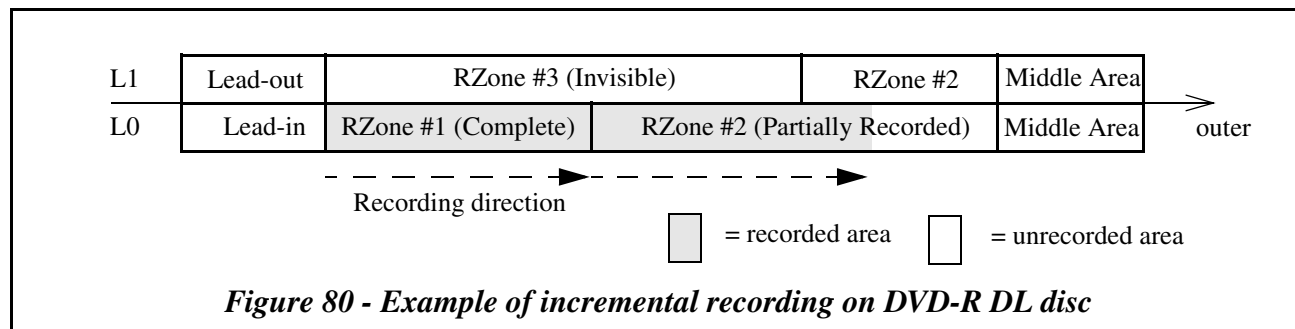 L1 Lead-out RZone #3 (Invisible) RZone #2 Middle Area
L0 Lead-in RZone #1 (Complete) RZone #2 (Partially Recorded) Middle Area outer
Recording direction
= recorded area = unrecorded area
Figure 80 - Example of incremental recording on DVD-R DL disc